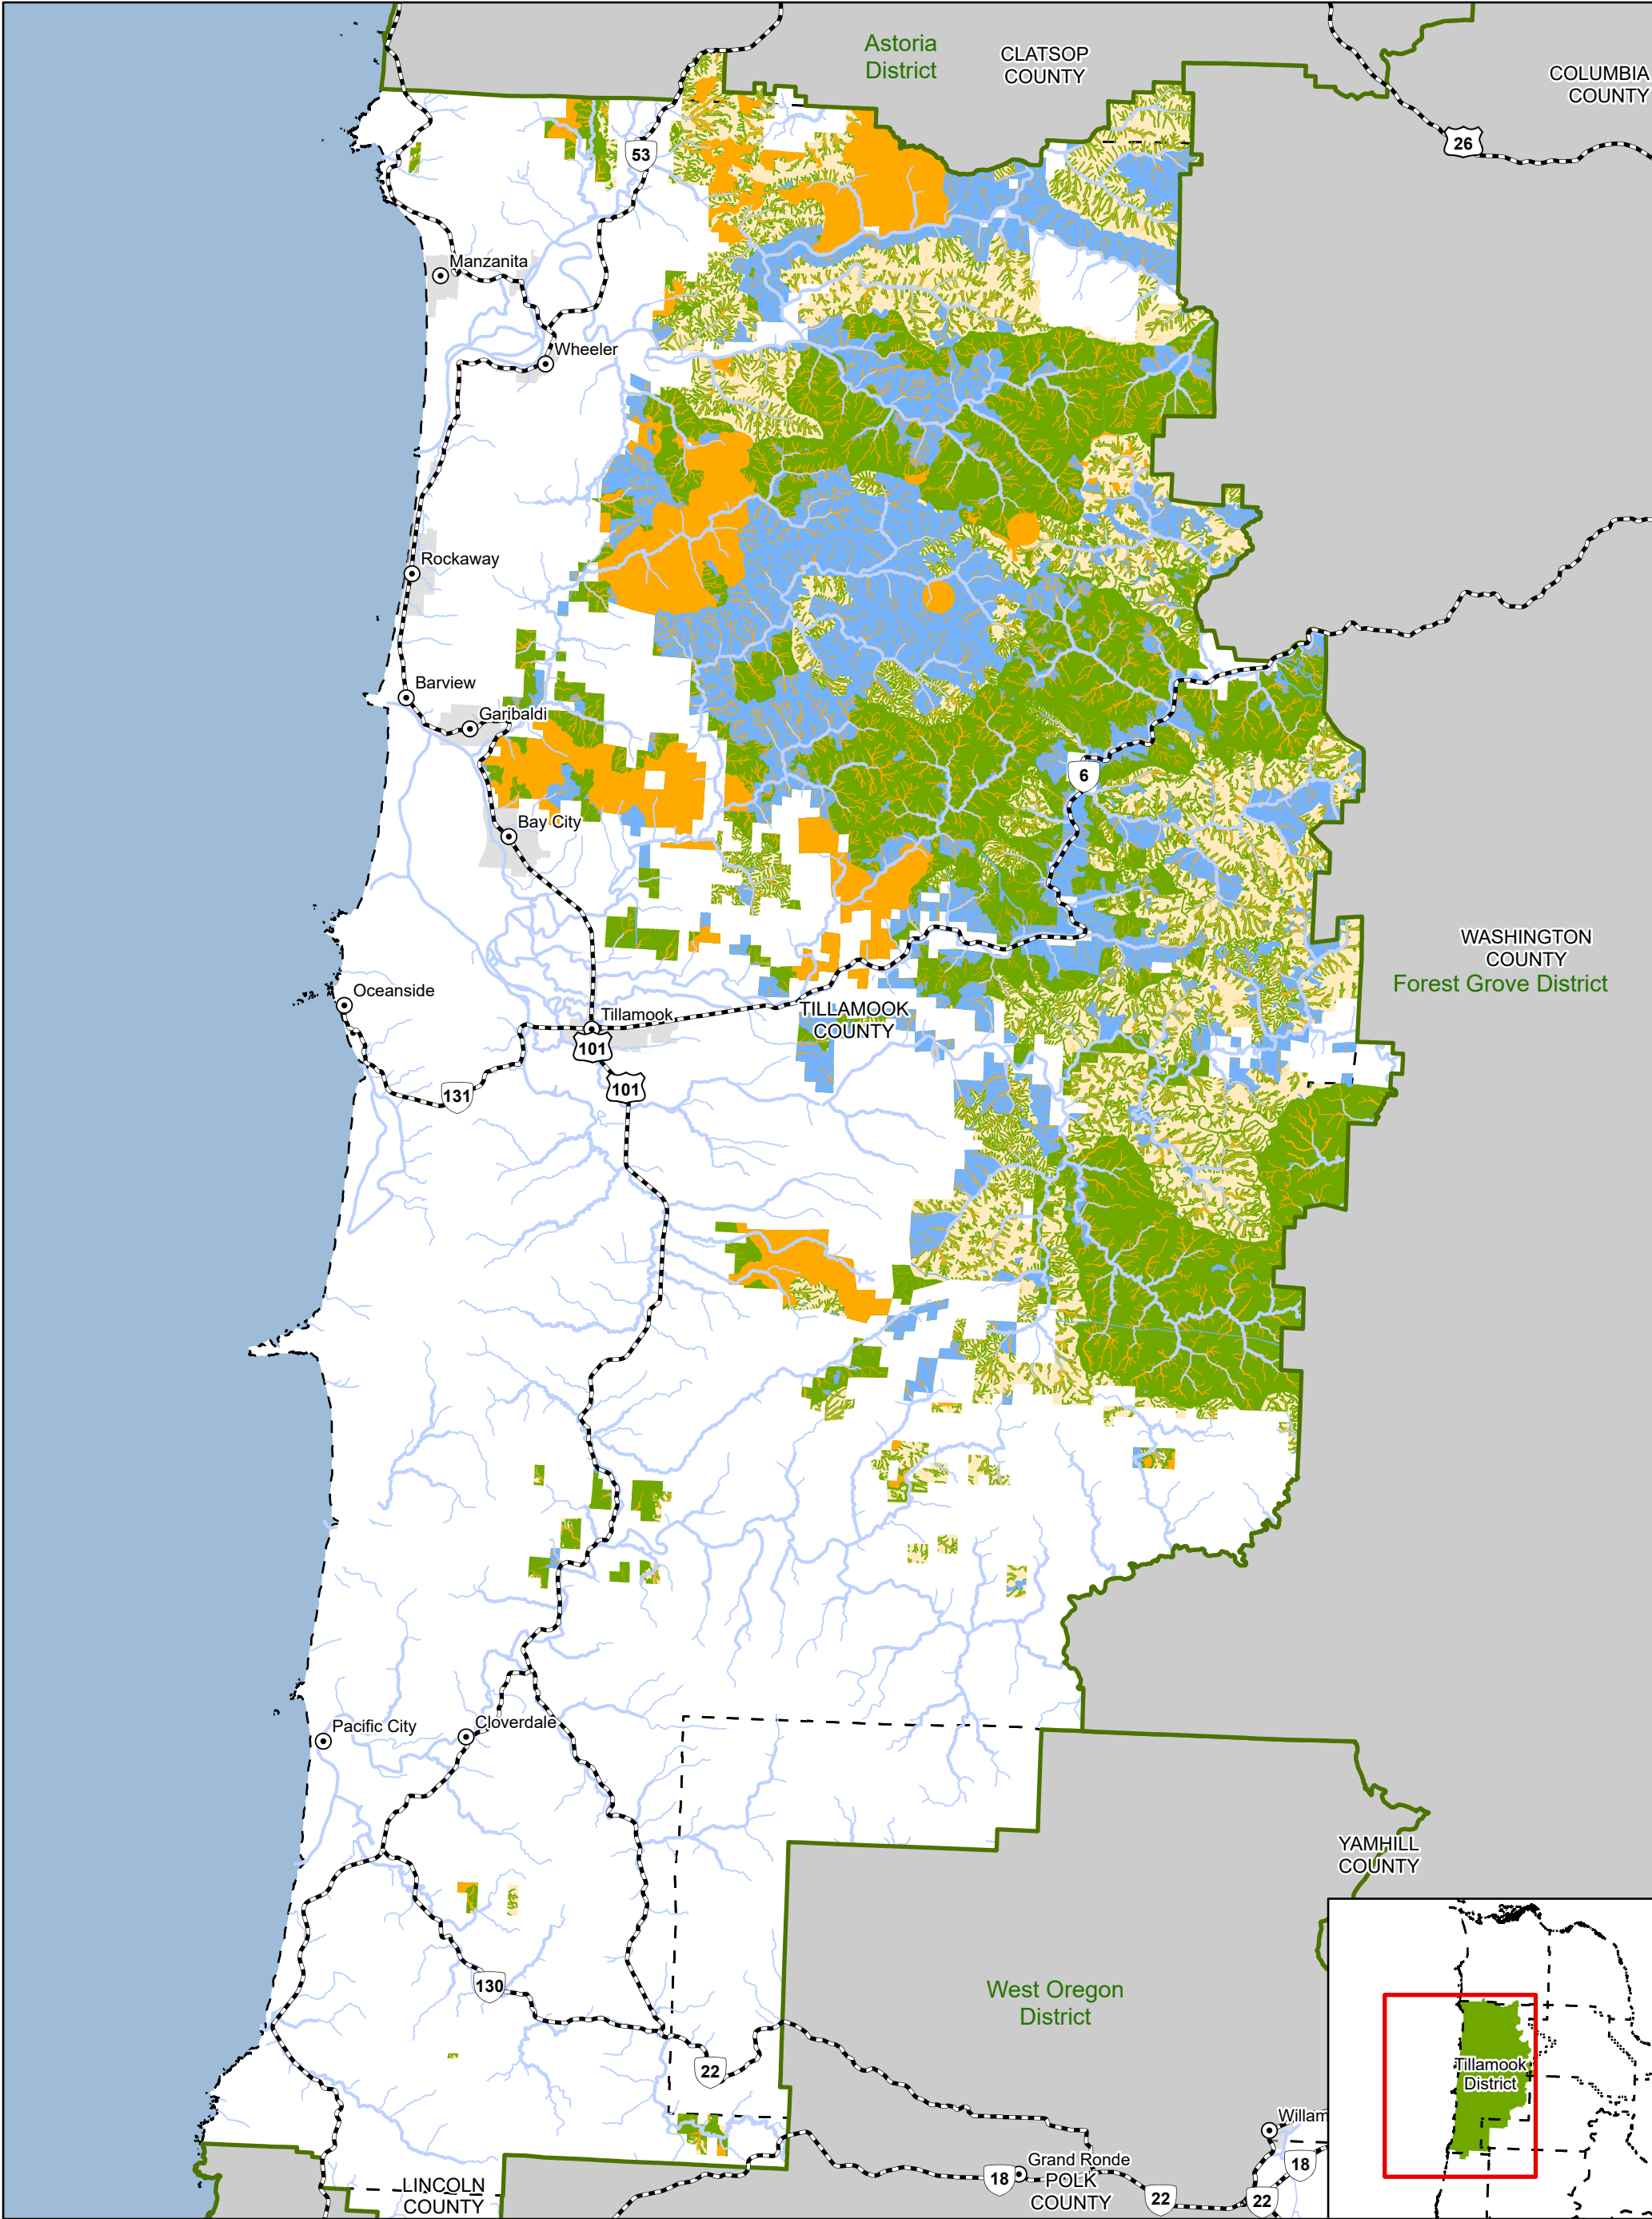 Astoria
District
CLATSOP
COUNTY
COLUMBIA
COUNTY
26
53
Manzanita
Wheeler
Rockaway
Barview
Garibaldi
6
Bay City
WASHINGTON
COUNTY
Forest Grove District
Oceanside
Tillamook
TILLAMOOK
COUNTY
101
101
131
Pacific City
Cloverdale
YAMHILL
COUNTY
130
West Oregon
District
22
Tillamook
District
Willam
18
Grand Ronde
18
POLK
COUNTY
22
22
LINCOLN
COUNTY